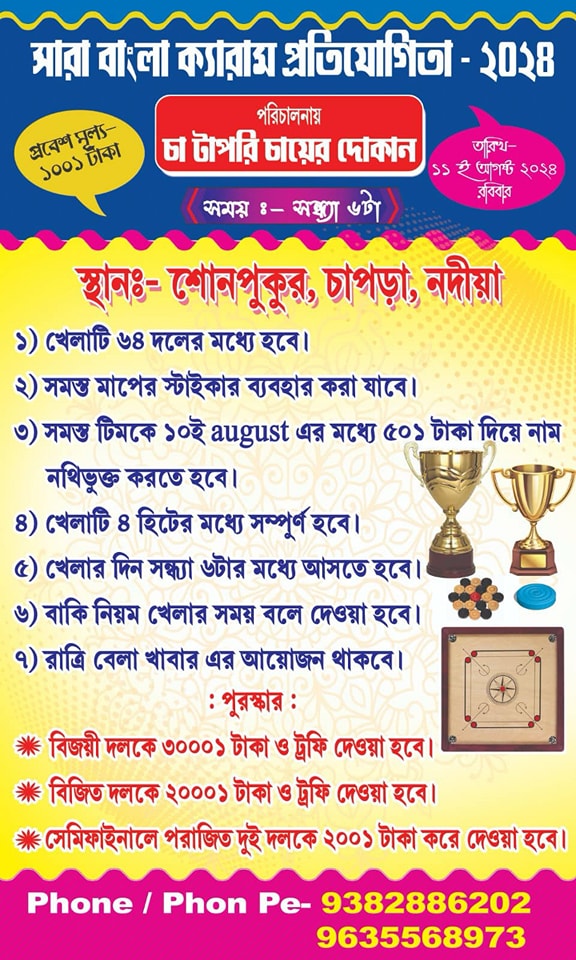 সারা বাংলা ক্যারাম প্রতিযোগিতা - ২০২৪
পরিচালনায়
চা টাপরি চায়ের দোকান
প্রবেশ মূল্য-
১০০১ টাকা
তারিখ-
১১ ই আগষ্ট ২০২৪
রবিবার
সময় ঃ- সন্ধ্যা ৬টা
স্থানঃ- শোনপুকুর, চাপড়া, নদীয়া
১) খেলাটি ৬৪ দলের মধ্যে হবে।
২) সমস্ত মাপের স্টাইকার ব্যবহার করা যাবে।
৩) সমস্ত টিমকে ১০ই august এর মধ্যে ৫০১ টাকা দিয়ে নাম
নথিভুক্ত করতে হবে।
৪) খেলাটি ৪ হিটের মধ্যে সম্পুর্ণ হবে।
৫) খেলার দিন সন্ধ্যা ৬টার মধ্যে আসতে হবে।
৬) বাকি নিয়ম খেলার সময় বলে দেওয়া হবে।
৭) রাত্রি বেলা খাবার এর আয়োজন থাকবে।
: পুরস্কার :
বিজয়ী দলকে ৩০০০১ টাকা ও ট্রফি দেওয়া হবে।
বিজিত দলকে ২০০০১ টাকা ও ট্রফি দেওয়া হবে।
সেমিফাইনালে পরাজিত দুই দলকে ২০০১ টাকা করে দেওয়া হবে।
Phone / Phon Pe- 9382886202
9635568973